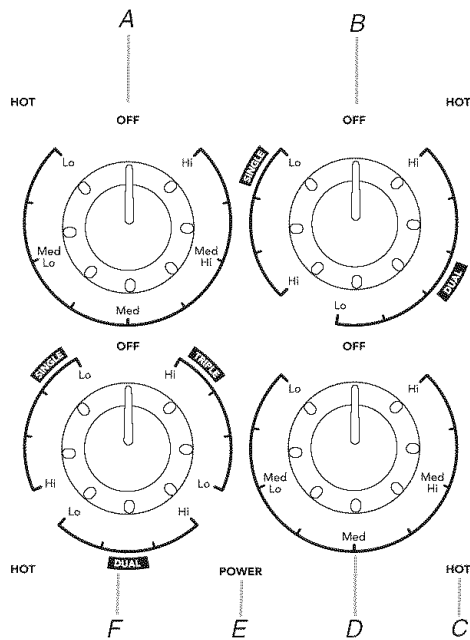 A B
HOT HOT
OFF OFF
Lo Hi
Med Lo
Med Hi
Med
SINGLE
Lo Hi
Hi
Lo
DUAL
OFF OFF
SINGLE
Lo
Hi
TRIPLE
Hi
Lo
Lo Hi
DUAL
Lo Hi
Med Lo
Med Hi
Med
HOT POWER HOT
F E D C